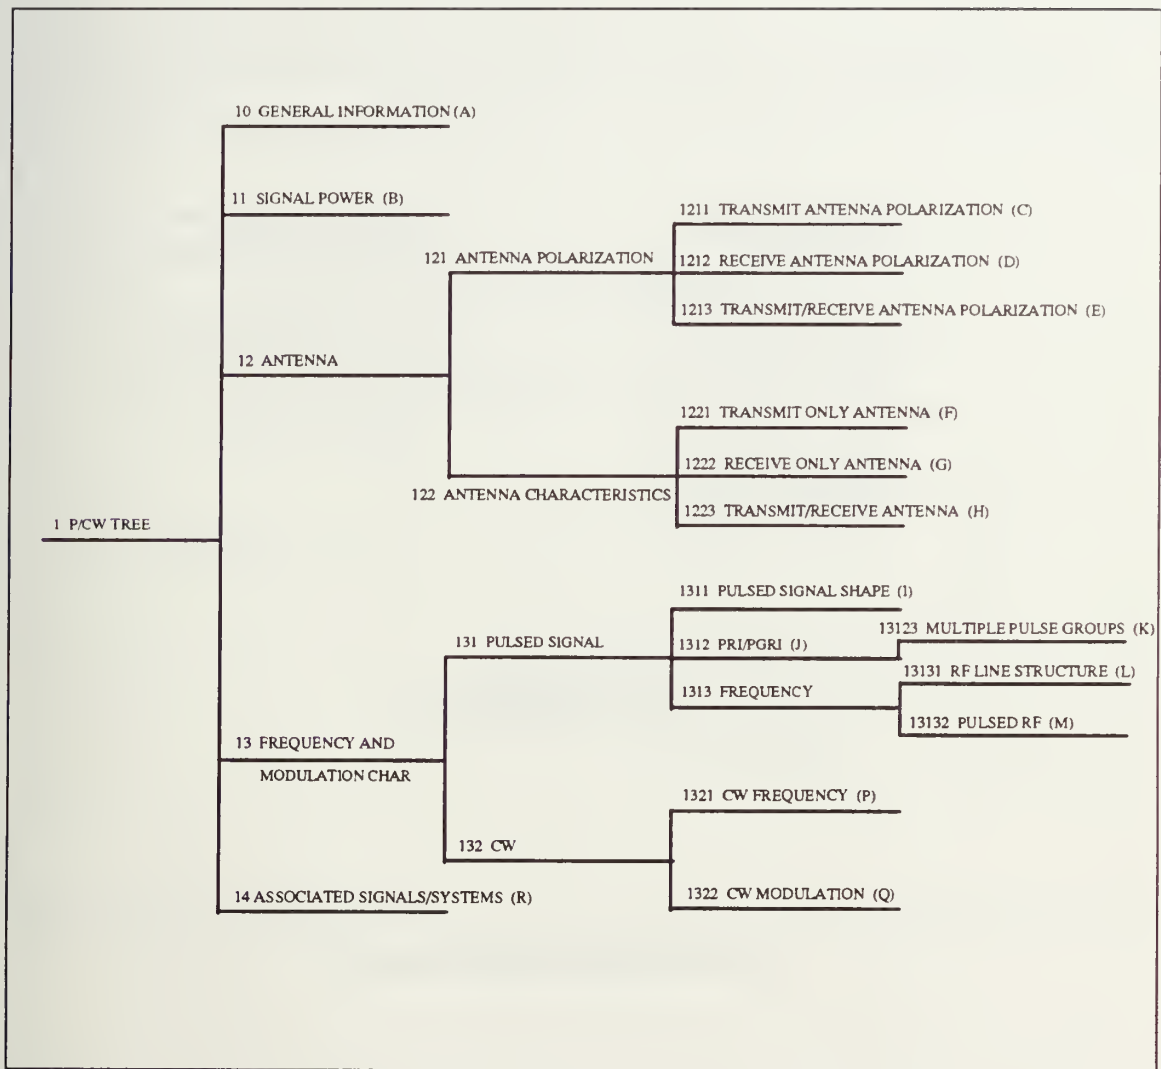 10 GENERAL INFORMATION (A)
11 SIGNAL POWER (B)
1211 TRANSMIT ANTENNA POLARIZATION (C)
121 ANTENNA POLARIZATION
1212 RECEIVE ANTENNA POLARIZATION (D)
1213 TRANSMIT/RECEIVE ANTENNA POLARIZATION (E)
12 ANTENNA
1221 TRANSMIT ONLY ANTENNA (F)
1222 RECEIVE ONLY ANTENNA (G)
122 ANTENNA CHARACTERISTICS
1223 TRANSMIT/RECEIVE ANTENNA (H)
1 P/CW TREE
1311 PULSED SIGNAL SHAPE (I)
13123 MULTIPLE PULSE GROUPS (K)
131 PULSED SIGNAL
1312 PRI/PGRI (J)
13131 RF LINE STRUCTURE (L)
1313 FREQUENCY
13132 PULSED RF (M)
13 FREQUENCY AND
MODULATION CHAR
1321 CW FREQUENCY (P)
132 CW
1322 CW MODULATION (Q)
14 ASSOCIATED SIGNALS/SYSTEMS (R)